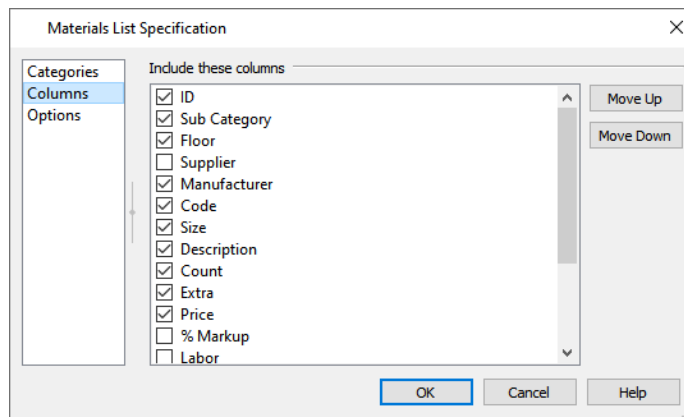 Materials List Specification
Categories
Columns
Options
Include these columns
ID
Sub Category
Floor
Supplier
Manufacturer
Code
Size
Description
Count
Extra
Price
% Markup
Labor
Move Up
Move Down
OK
Cancel
Help